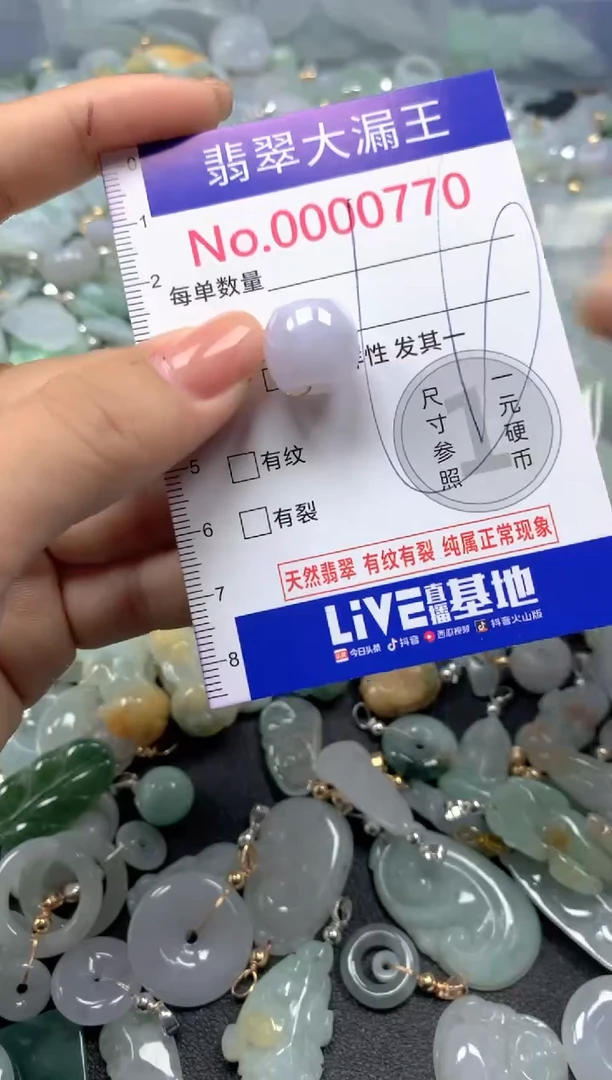 翡翠大漏王
No.0000770
每单数量
样性 发其一
有纹
有裂
尺寸参照
1
一元硬币
天然翡翠 有纹有裂 纯属正常现象
LiVE直播基地
今日头条 抖音 西瓜视频 抖音火山版
0
1
2
5
6
7
8